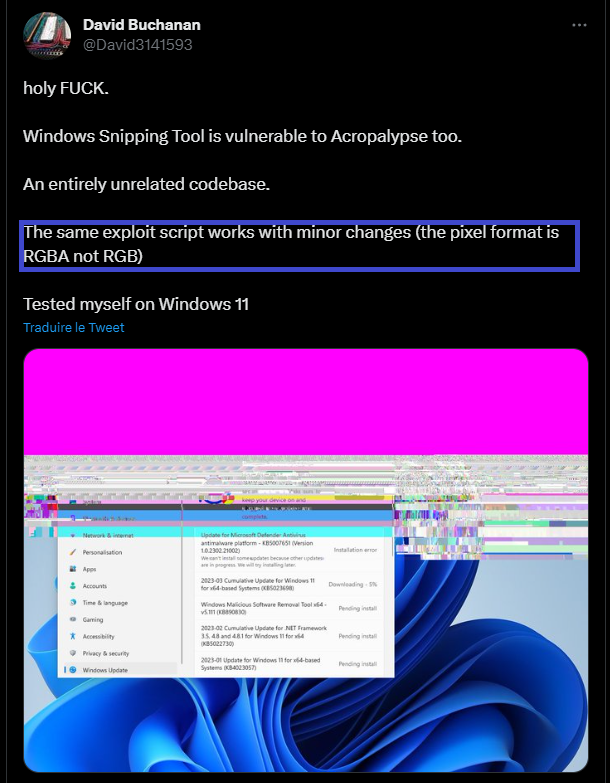 David Buchanan
@David3141593
holy FUCK.
Windows Snipping Tool is vulnerable to Acropalypse too.
An entirely unrelated codebase.
The same exploit script works with minor changes (the pixel format is
RGBA not RGB)
Tested myself on Windows 11
Traduire le Tweet
keep your device on and
complete.
Network & internet
Update for Microsoft Defender Antivirus
antimalware platform - KB5007651 (Version
1.0.2302.21002)
Installation error
We can't install some updates because other updates
are in progress. We will try installing later.
Personalisation
Apps
2023-03 Cumulative Update for Windows 11
for x64-based Systems (KB5023698)
Downloading - 5%
Accounts
Time & language
Windows Malicious Software Removal Tool x64 -
v5.111 (KB890830)
Pending install
Gaming
2023-02 Cumulative Update for .NET Framework
3.5, 4.8 and 4.8.1 for Windows 11 for x64
(KB5022730)
Pending install
Accessibility
Privacy & security
2023-01 Update for Windows 11 for x64-based
Systems (KB4023057)
Pending install
Windows Update